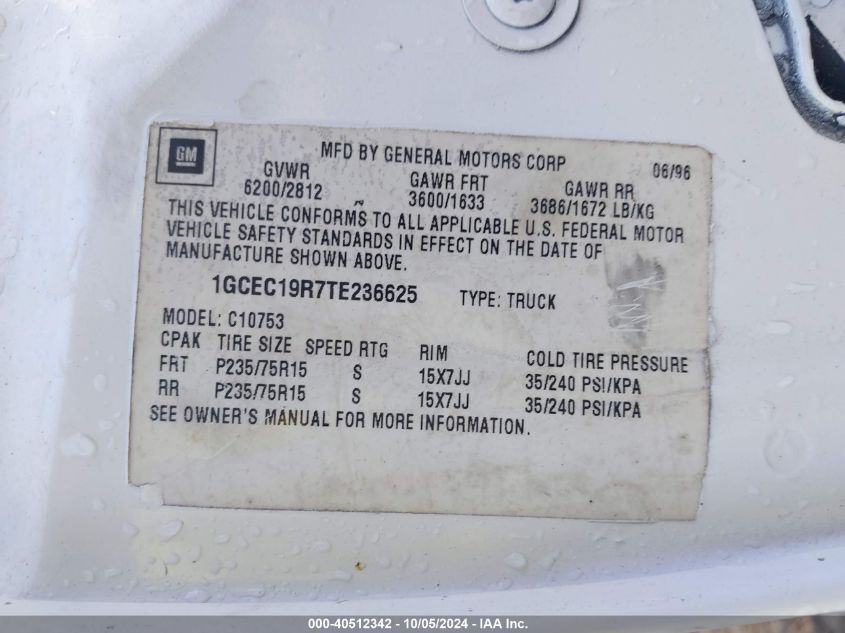 GM
MFD BY GENERAL MOTORS CORP 06/96
GVWR GAWR FRT GAWR RR
6200/2812 3600/1633 3686/1672 LB/KG
THIS VEHICLE CONFORMS TO ALL APPLICABLE U.S. FEDERAL MOTOR
VEHICLE SAFETY STANDARDS IN EFFECT ON THE DATE OF
MANUFACTURE SHOWN ABOVE.
1GCEC19R7TE236625 TYPE: TRUCK
MODEL: C10753
CPAK TIRE SIZE SPEED RTG RIM COLD TIRE PRESSURE
FRT P235/75R15 S 15X7JJ 35/240 PSI/KPA
RR P235/75R15 S 15X7JJ 35/240 PSI/KPA
SEE OWNER'S MANUAL FOR MORE INFORMATION.
000-40512342 - 10/05/2024 - IAA Inc.